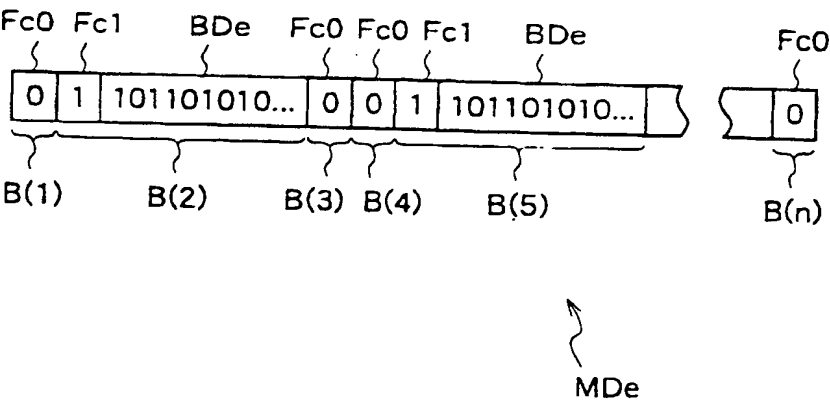 Fc0 Fc1 BDe Fc0 Fc0 Fc1 BDe Fc0
0 1 101101010... 0 0 1 101101010... 0
B(1) B(2) B(3) B(4) B(5) B(n)
MDe